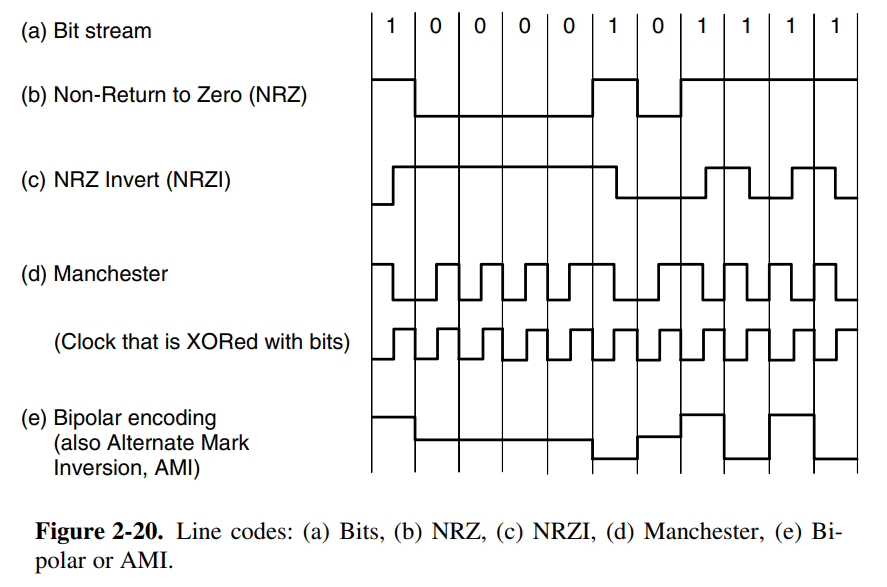 (a) Bit stream 1 0 0 0 0 1 0 1 1 1 1
(b) Non-Return to Zero (NRZ)
(c) NRZ Invert (NRZI)
(d) Manchester
(Clock that is XORed with bits)
(e) Bipolar encoding
(also Alternate Mark
Inversion, AMI)
Figure 2-20. Line codes: (a) Bits, (b) NRZ, (c) NRZI, (d) Manchester, (e) Bi-
polar or AMI.